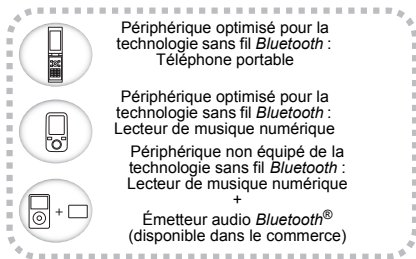 Périphérique optimisé pour la
technologie sans fil Bluetooth :
Téléphone portable
Périphérique optimisé pour la
technologie sans fil Bluetooth :
Lecteur de musique numérique
Périphérique non équipé de la
technologie sans fil Bluetooth :
Lecteur de musique numérique
+
+
Émetteur audio Bluetooth®
(disponible dans le commerce)